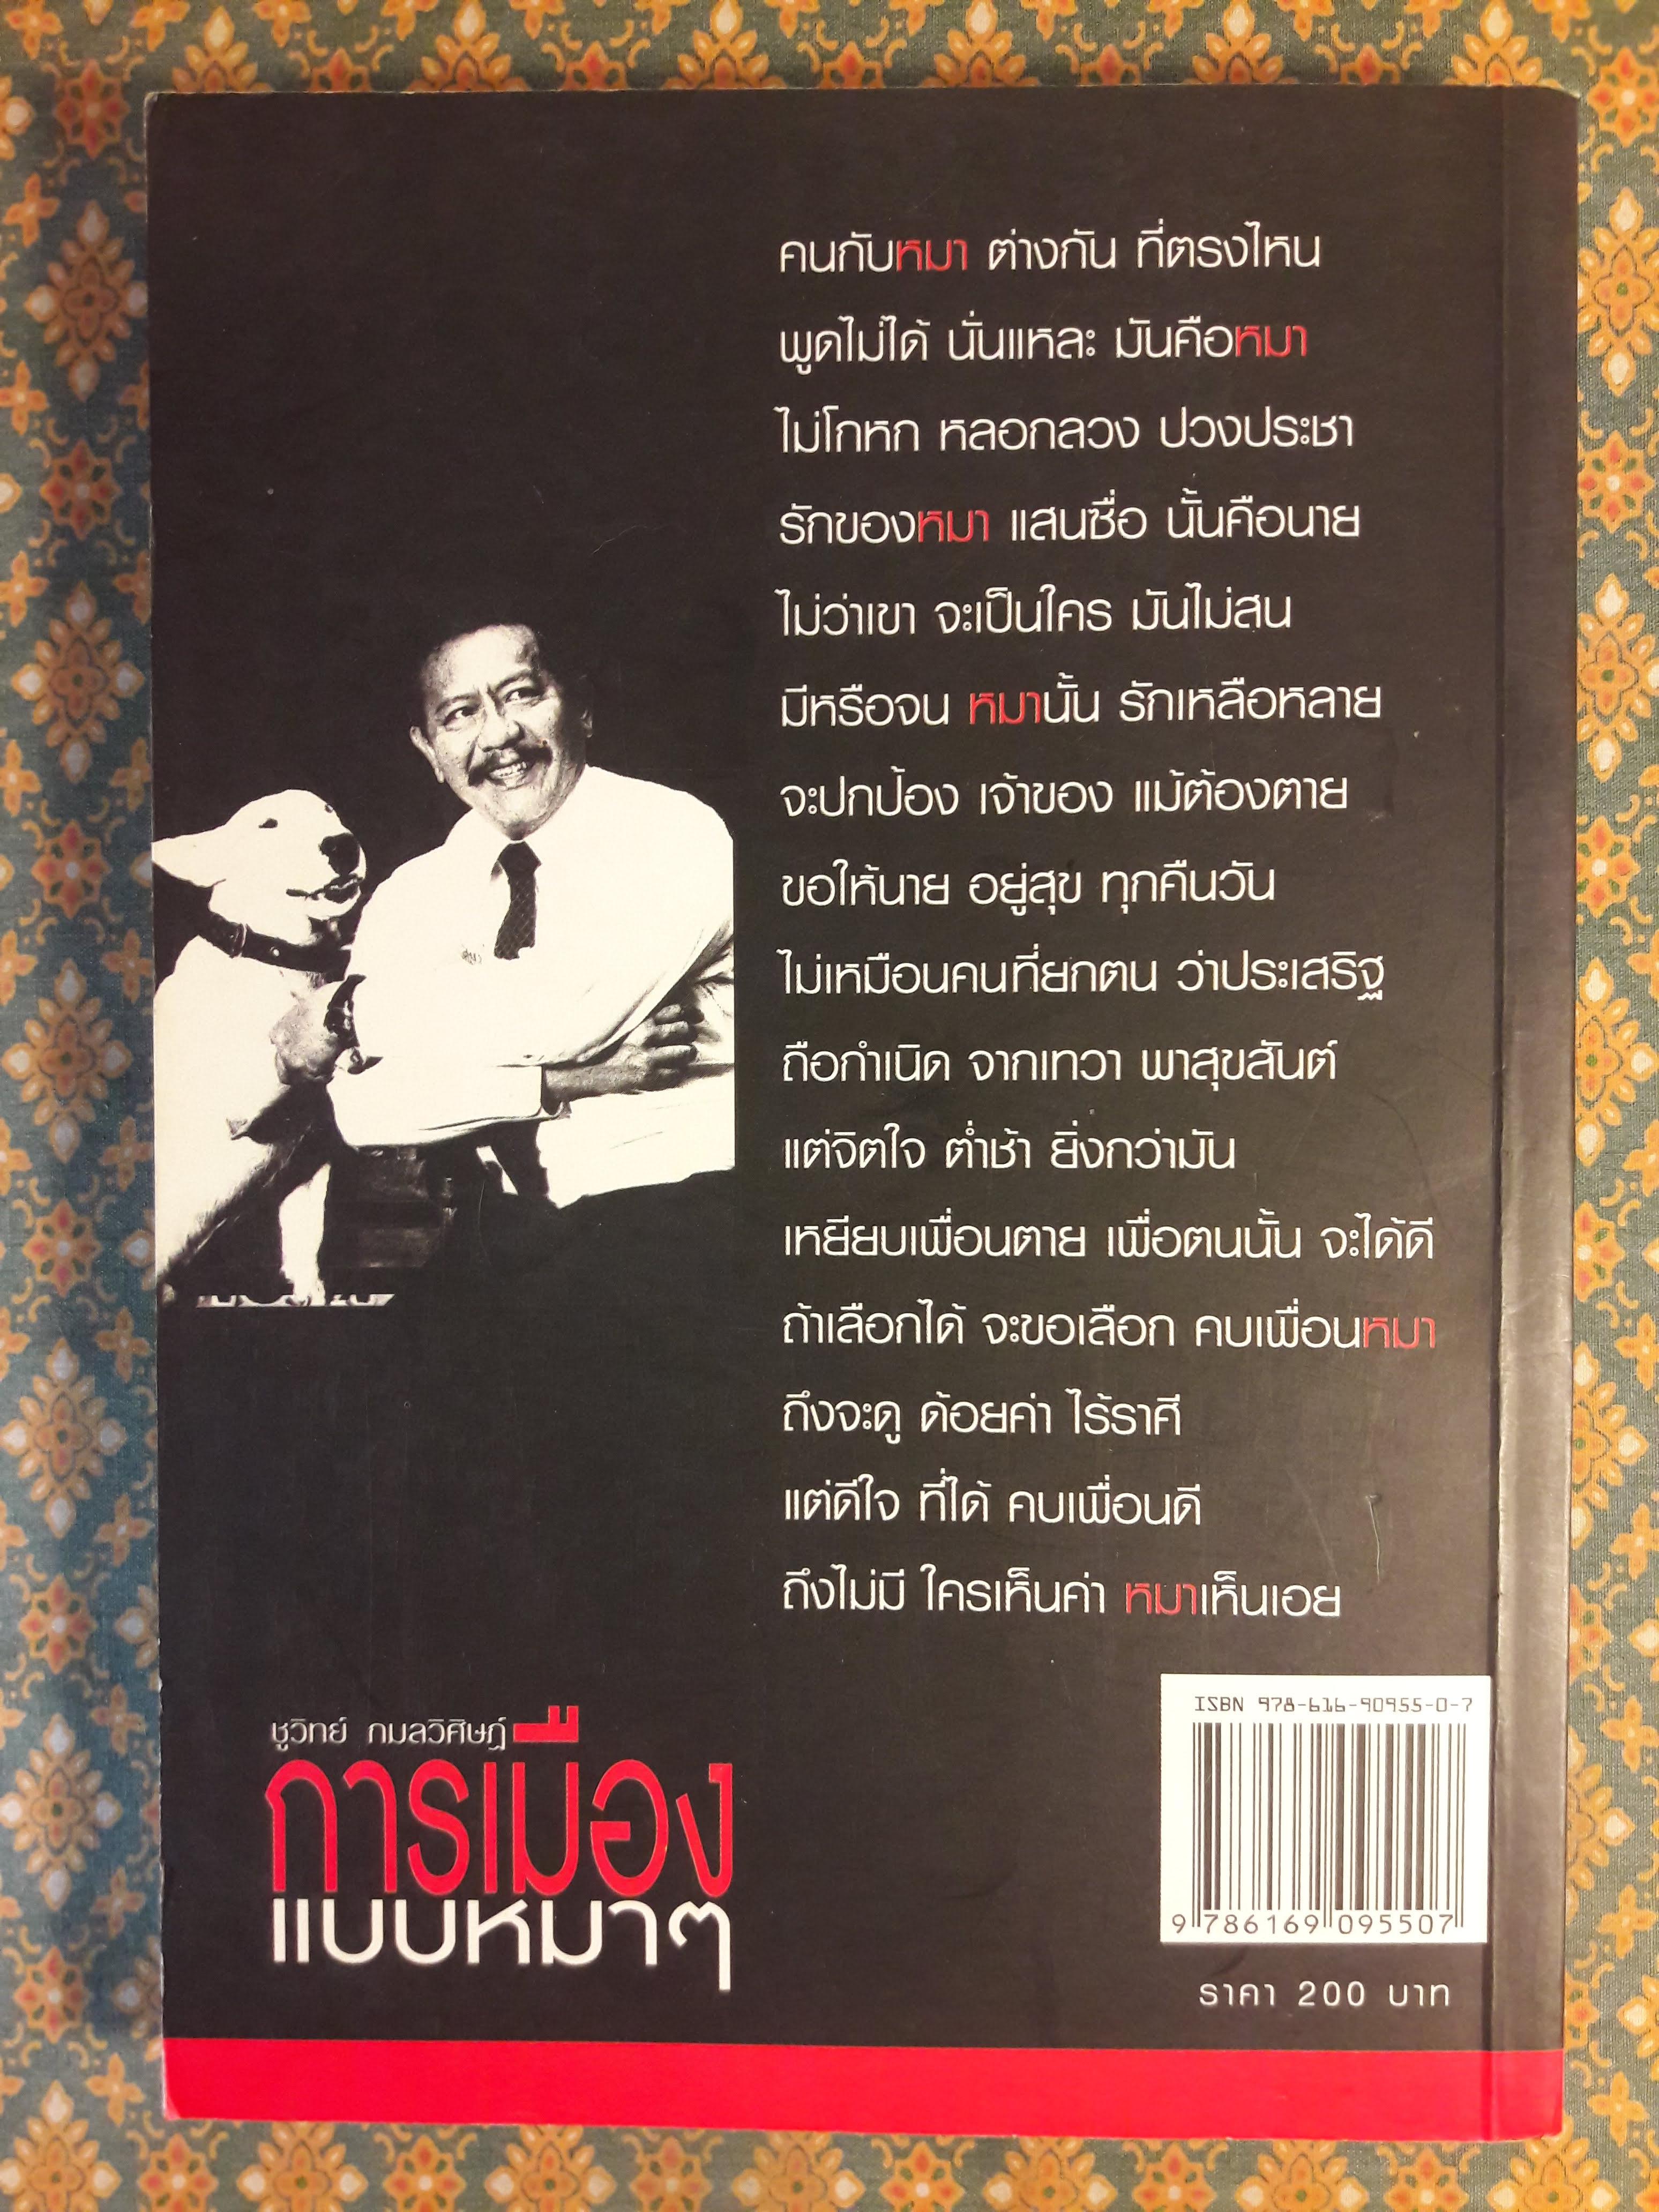 คนกับหมา ต่างกัน ที่ตรงไหน
พูดไม่ได้ นั่นแหละ มันคือหมา
ไม่โกหก หลอกลวง ปวงประชา
รักของหมา แสนซื่อ นั้นคือนาย
ไม่ว่าเขา จะเป็นใคร มันไม่สน
มีหรือจน หมานั้น รักเหลือหลาย
จะปกป้อง เจ้าของ แม้ต้องตาย
ขอให้นาย อยู่สุข ทุกคืนวัน
ไม่เหมือนคนที่ยกตน ว่าประเสริฐ
ถือกำเนิด จากเทวา พาสุขสันต์
แต่จิตใจ ต่ำช้า ยิ่งกว่ามัน
เหยียบเพื่อนตาย เพื่อตนนั้น จะได้ดี
ถ้าเลือกได้ จะขอเลือก คบเพื่อนหมา
ถึงจะดู ด้อยค่า ไร้ราศี
แต่ดีใจ ที่ได้ คบเพื่อนดี
ถึงไม่มี ใครเห็นค่า หมาเห็นเอย
ชูวิทย์ กมลวิศิษฎ์
การเมือง
แบบหมาๆ
ISBN 978-616-90955-0-7
9 786169 095507
ราคา 200 บาท